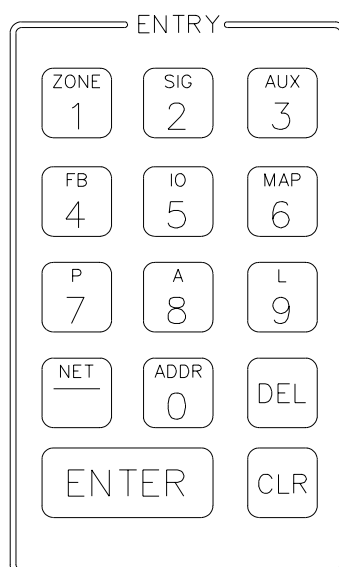 ENTRY
ZONE SIG AUX
1 2 3
FB IO MAP
4 5 6
P A L
7 8 9
NET ADDR
— 0 DEL
ENTER CLR